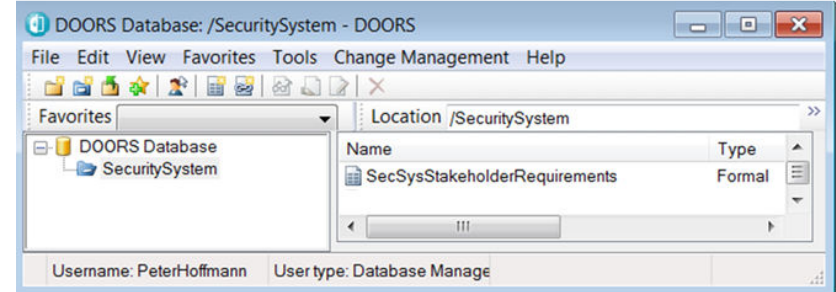 DOORS Database: /SecuritySystem - DOORS
File Edit View Favorites Tools Change Management Help
Favorites Location /SecuritySystem
DOORS Database
SecuritySystem
Name Type
SecSysStakeholderRequirements Formal
Username: PeterHoffmann User type: Database Manage